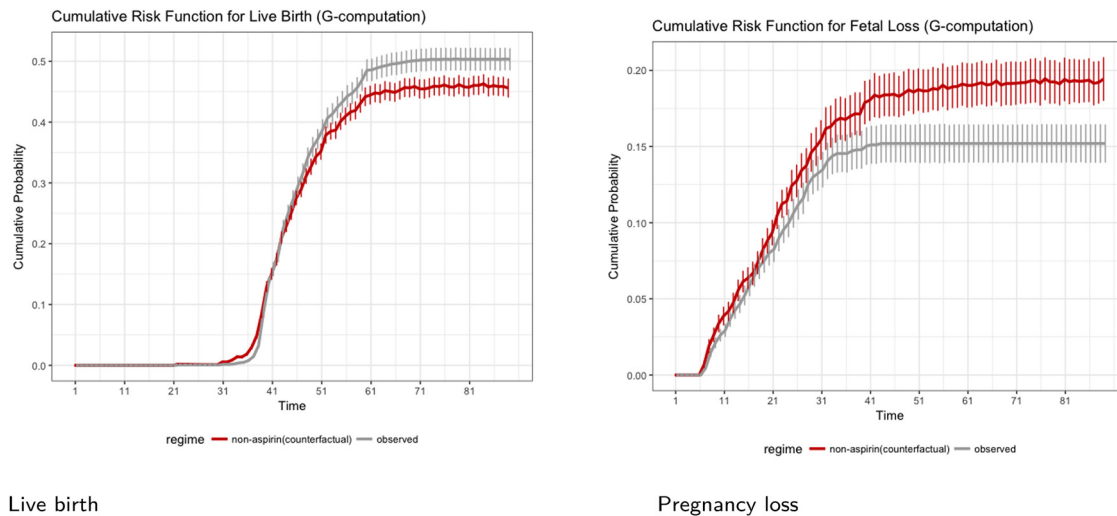 Cumulative Risk Function for Live Birth (G-computation)
Cumulative Probability
0.5
0.4
0.3
0.2
0.1
0.0
1 11 21 31 41 51 61 71 81
Time
regime non-aspirin(counterfactual) observed
Live birth
Cumulative Risk Function for Fetal Loss (G-computation)
Cumulative Probability
0.20
0.15
0.10
0.05
0.00
1 11 21 31 41 51 61 71 81
Time
regime non-aspirin(counterfactual) observed
Pregnancy loss